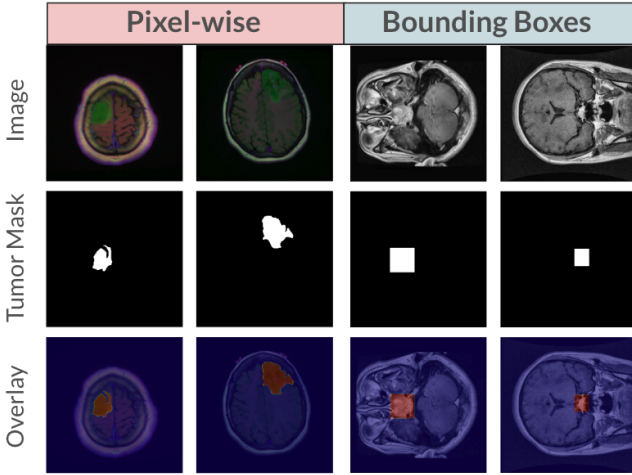 Pixel-wise
Bounding Boxes
Image
Tumor Mask
Overlay